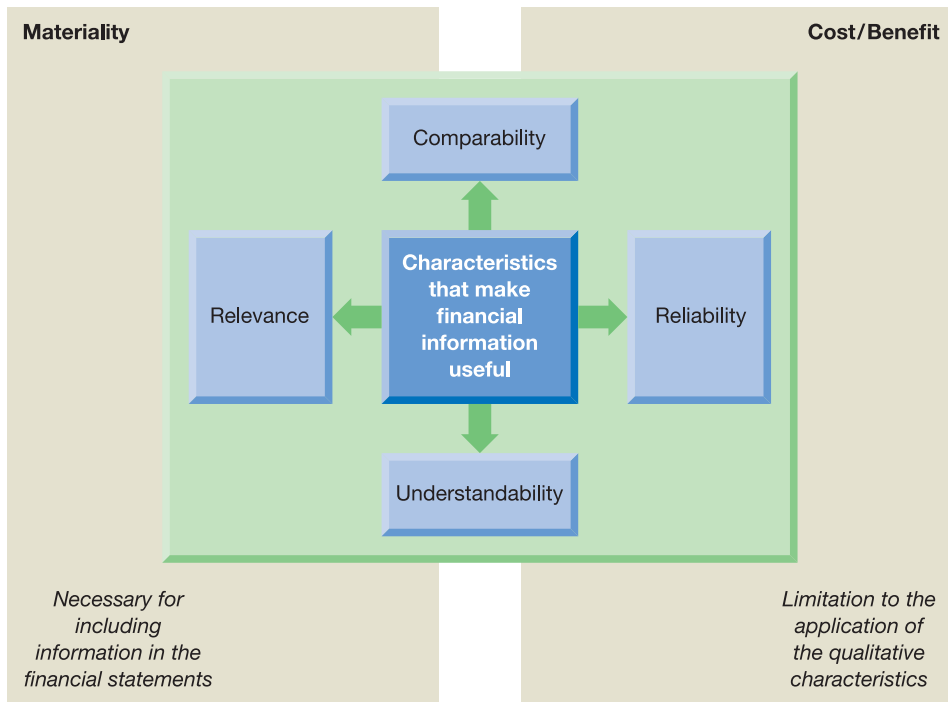 Materiality
Cost/Benefit
Comparability
Relevance
Characteristics
that make
financial
information
useful
Reliability
Understandability
Necessary for
including
information in the
financial statements
Limitation to the
application of
the qualitative
characteristics